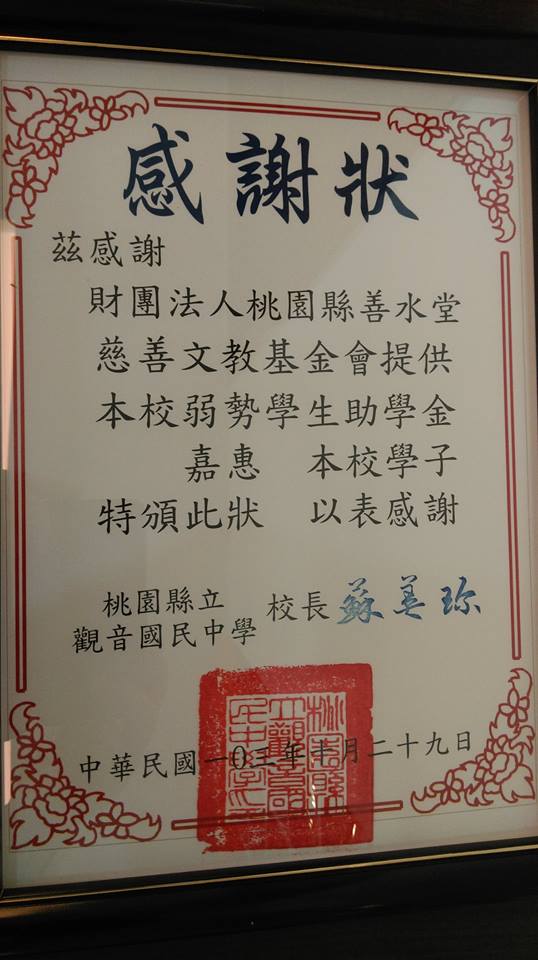 感謝狀
茲感謝
財團法人桃園縣善水堂
慈善文教基金會提供
本校弱勢學生助學金
嘉惠　本校學子
特頒此狀　以表感謝
桃園縣立
觀音國民中學
校長 蘇善珍
中華民國一〇三年十月二十九日